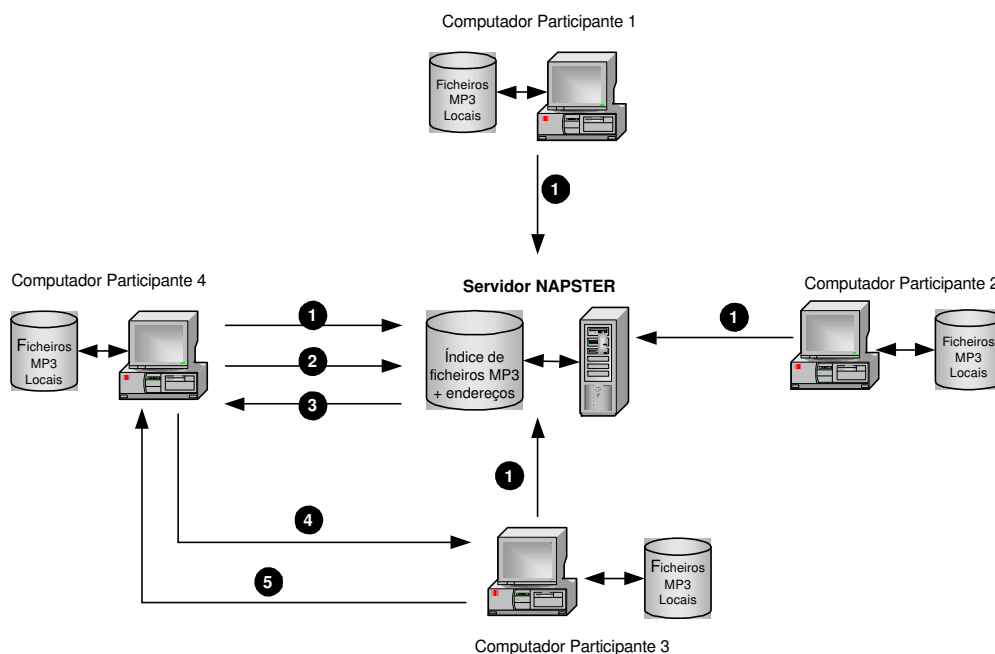 Computador Participante 1
Ficheiros
MP3
Locais
1
Computador Participante 4
Servidor NAPSTER
Computador Participante 2
Ficheiros
MP3
Locais
1
2
3
Índice de
ficheiros MP3
+ endereços
1
Ficheiros
MP3
Locais
1
4
5
Ficheiros
MP3
Locais
Computador Participante 3